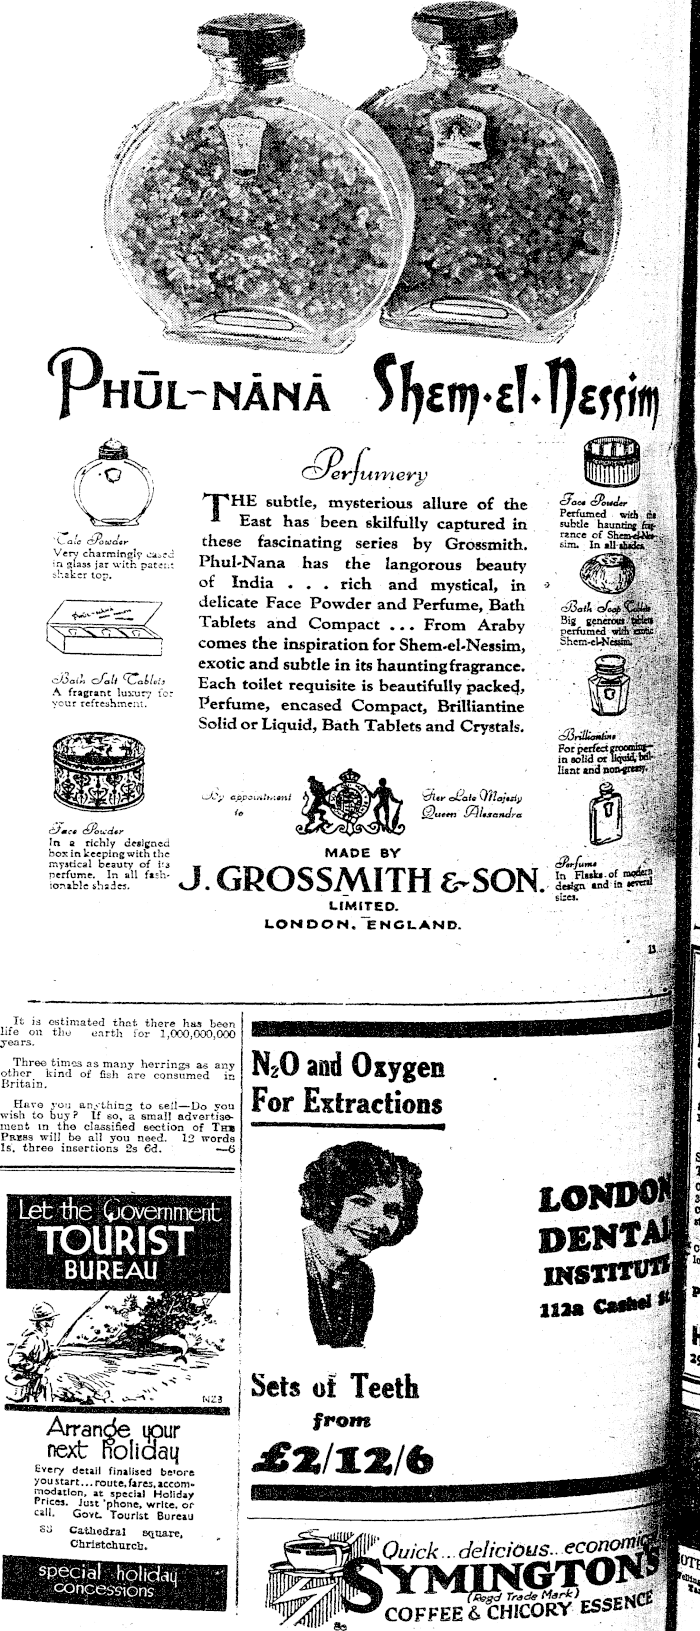 PHŪL-NĀNĀ
Shem·el·Nessim
Perfumery
THE subtle, mysterious allure of the
East has been skilfully captured in
these fascinating series by Grossmith.
Phul-Nana has the langorous beauty
of India . . . rich and mystical, in
delicate Face Powder and Perfume, Bath
Tablets and Compact ... From Araby
comes the inspiration for Shem-el-Nessim,
exotic and subtle in its haunting fragrance.
Each toilet requisite is beautifully packed,
Perfume, encased Compact, Brilliantine
Solid or Liquid, Bath Tablets and Crystals.
Talc Powder
Very charmingly cased
in glass jar with patent
shaker top.
Bath Salt Tablets
A fragrant luxury for
your refreshment.
Face Powder
In a richly designed
box in keeping with the
mystical beauty of its
perfume. In all fash-
ionable shades.
Face Powder
Perfumed with the
subtle haunting frag-
rance of Shem-el-Nes-
sim. In all shades.
Bath Soap Tablets
Big generous tablets
perfumed with exotic
Shem-el-Nessim.
Brilliantine
For perfect grooming—
in solid or liquid, bril-
liant and non-greasy.
Perfume
In Flasks of modern
design and in several
sizes.
By appointment
to
Her Late Majesty
Queen Alexandra
MADE BY
J. GROSSMITH & SON.
LIMITED.
LONDON, ENGLAND.
13
It is estimated that there has been
life on the earth for 1,000,000,000
years.
Three times as many herrings as any
other kind of fish are consumed in
Britain.
Have you anything to sell—Do you
wish to buy? If so, a small advertise-
ment in the classified section of THE
PRESS will be all you need. 12 words
1s, three insertions 2s 6d. —6
Let the Government
TOURIST
BUREAU
Arrange your
next holiday
Every detail finalised before
you start...route, fares, accom-
modation, at special Holiday
Prices. Just 'phone, write, or
call. Govt. Tourist Bureau
Cathedral square,
Christchurch.
special holiday
concessions
N2O and Oxygen
For Extractions
LONDON
DENTAL
INSTITUTE
112a Cashel St.
Sets of Teeth
from
£2/12/6
Quick...delicious...economical
SYMINGTON'S
(Regd Trade Mark)
COFFEE & CHICORY ESSENCE